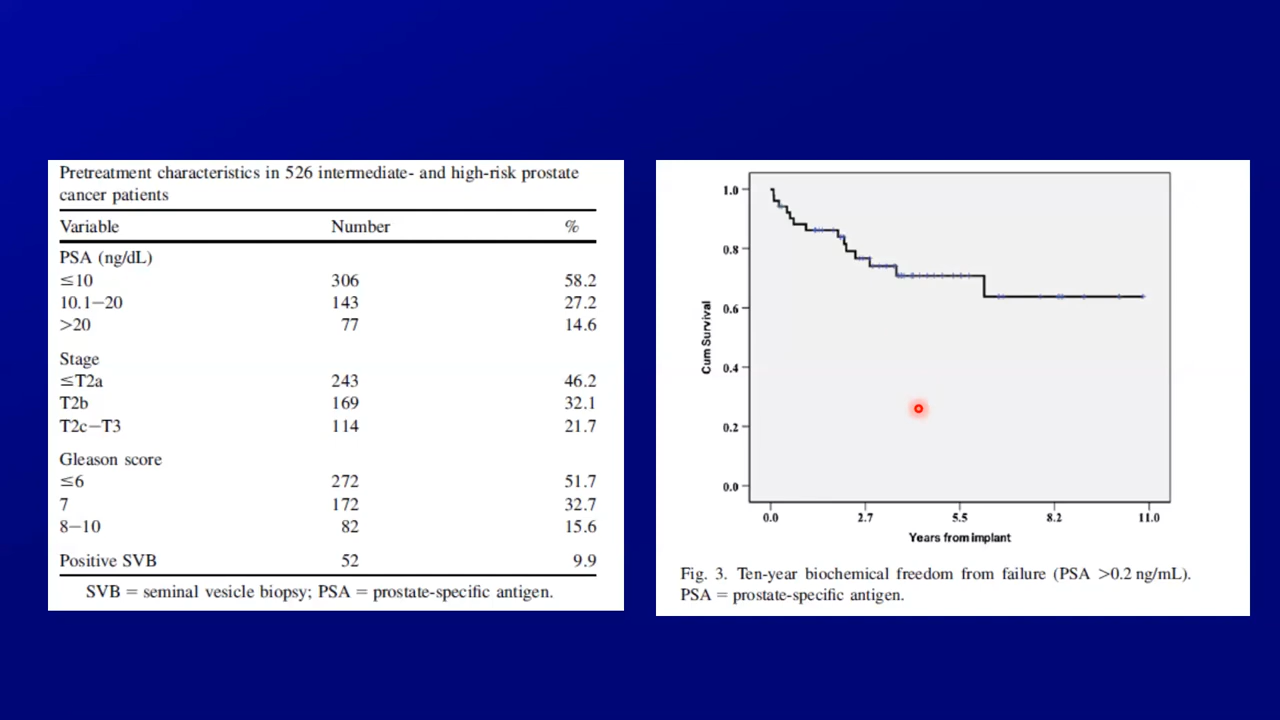 Pretreatment characteristics in 526 intermediate- and high-risk prostate
cancer patients
Variable Number %
PSA (ng/dL)
≤10 306 58.2
10.1−20 143 27.2
>20 77 14.6
Stage
≤T2a 243 46.2
T2b 169 32.1
T2c−T3 114 21.7
Gleason score
≤6 272 51.7
7 172 32.7
8−10 82 15.6
Positive SVB 52 9.9
SVB = seminal vesicle biopsy; PSA = prostate-specific antigen.
1.0
0.8
0.6
0.4
0.2
0.0
Cum Survival
0.0 2.7 5.5 8.2 11.0
Years from implant
Fig. 3. Ten-year biochemical freedom from failure (PSA >0.2 ng/mL).
PSA = prostate-specific antigen.